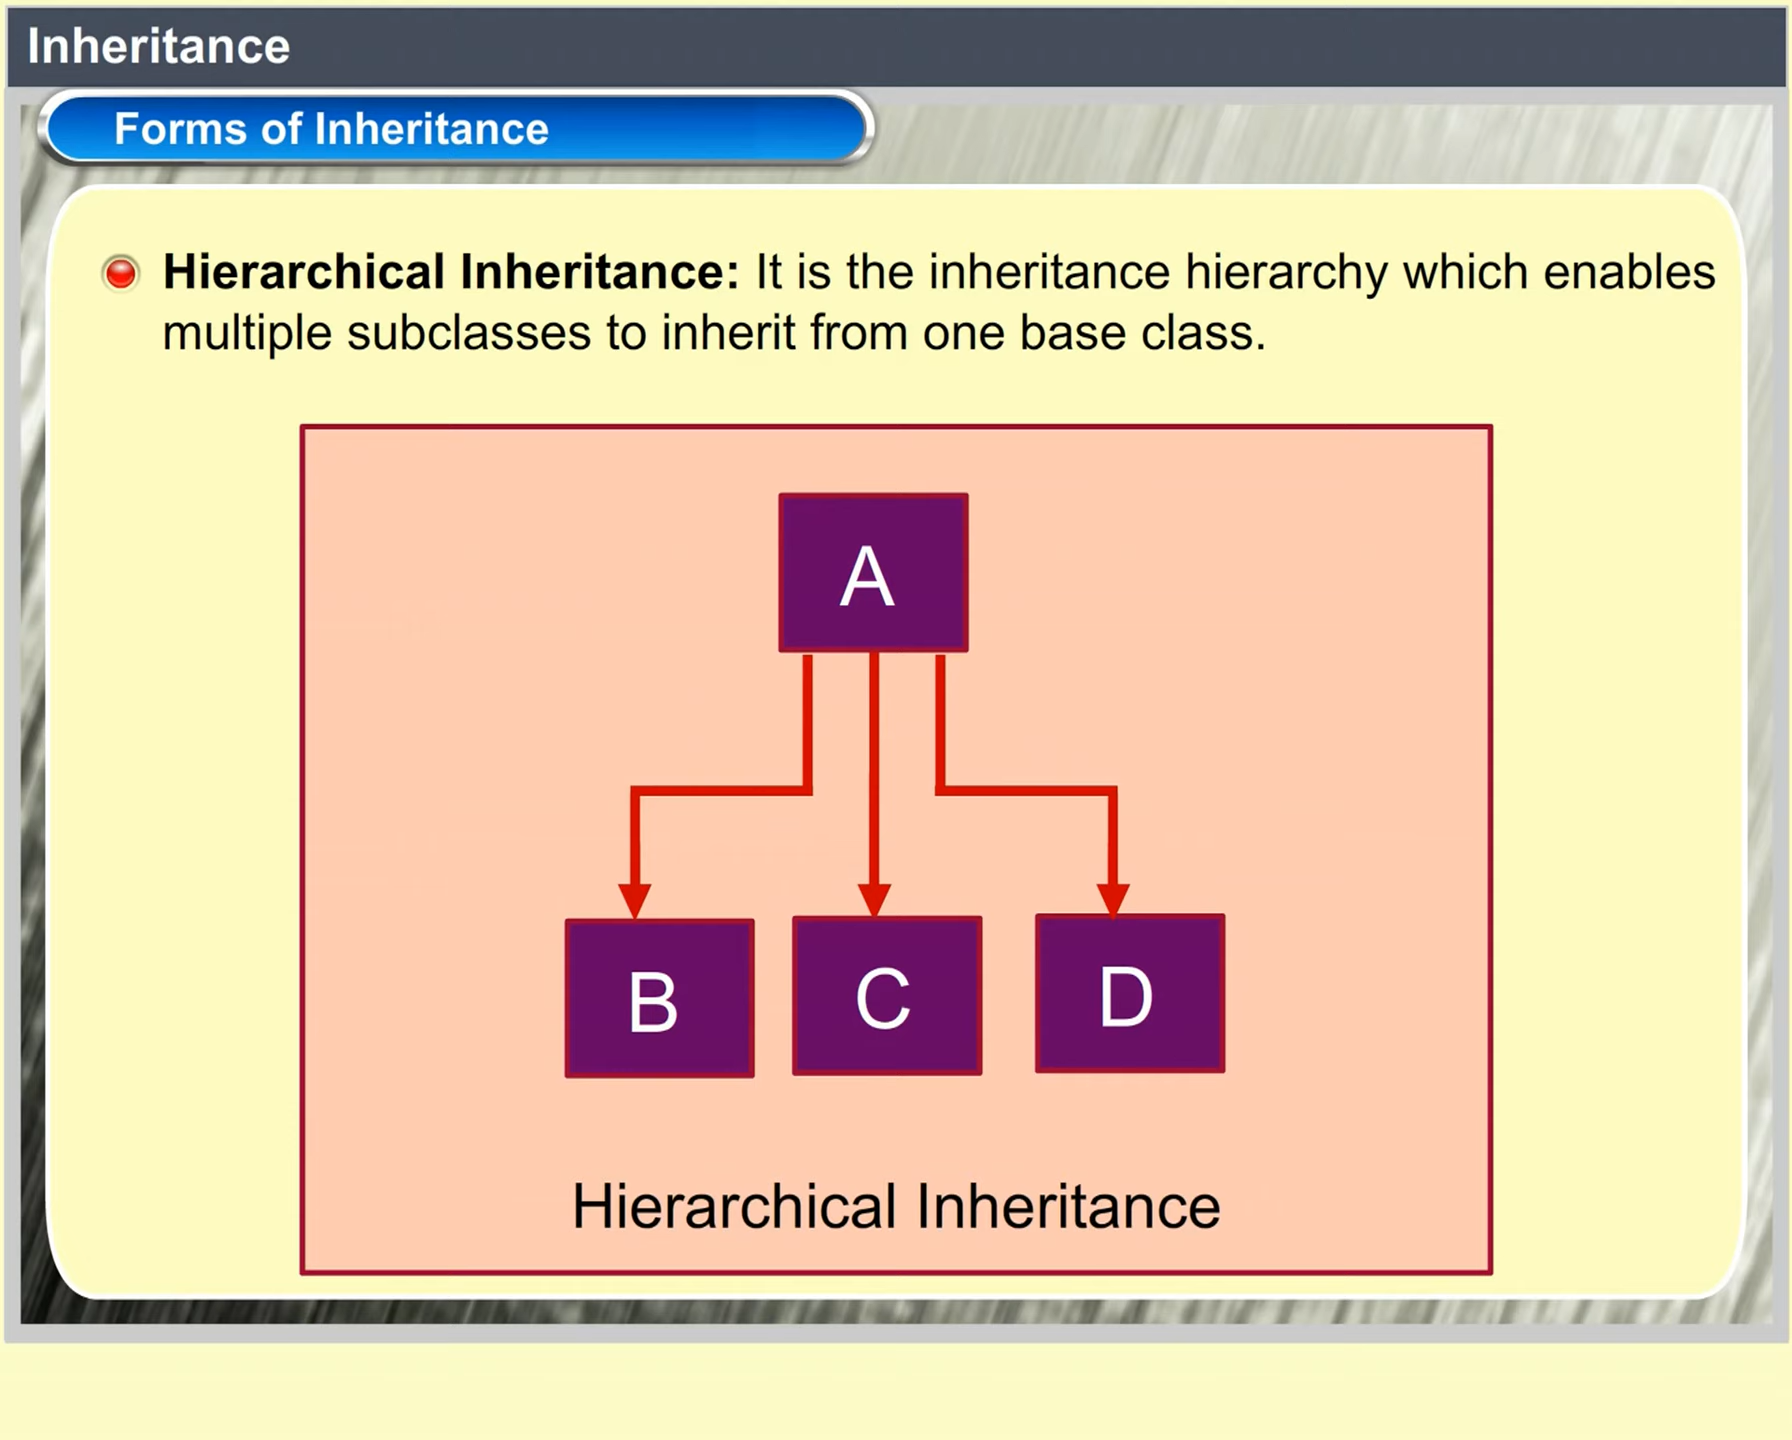 Inheritance
Forms of Inheritance
Hierarchical Inheritance: It is the inheritance hierarchy which enables
multiple subclasses to inherit from one base class.
A
B
C
D
Hierarchical Inheritance